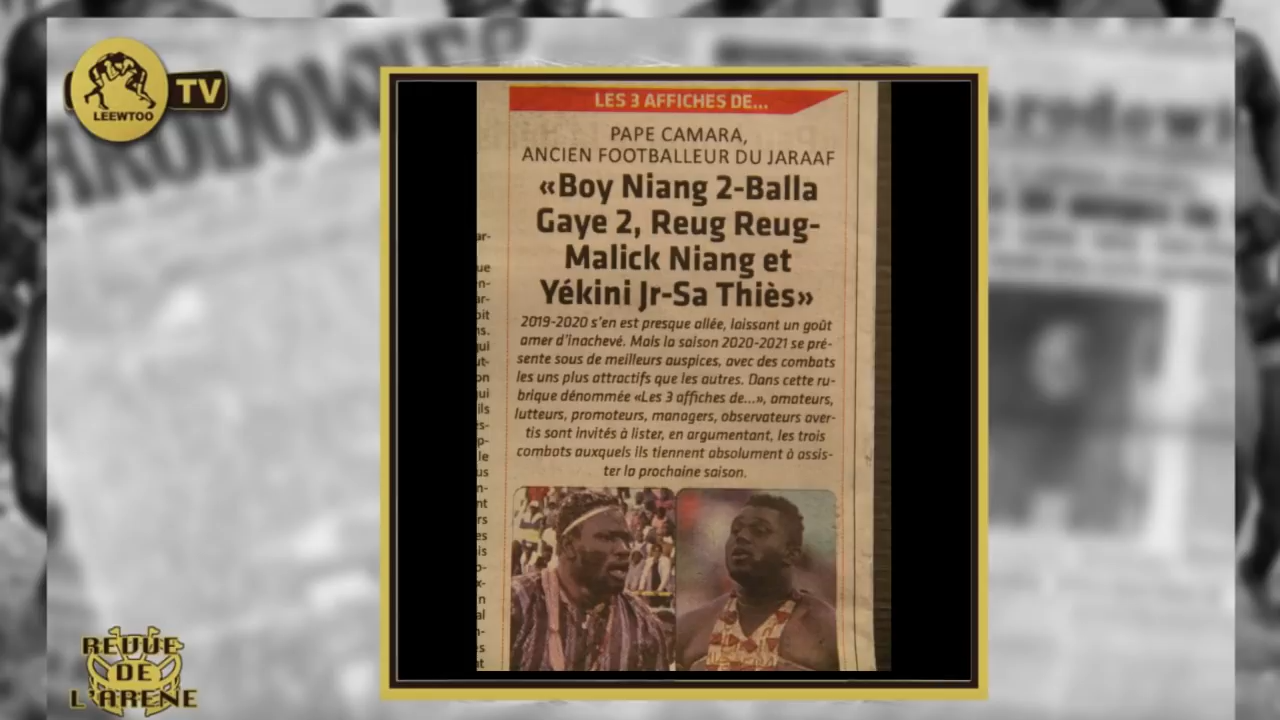 LEEWTOO
TV
LES 3 AFFICHES DE...
PAPE CAMARA,
ANCIEN FOOTBALLEUR DU JARAAF
«Boy Niang 2-Balla
Gaye 2, Reug Reug-
Malick Niang et
Yékini Jr-Sa Thiès»
2019-2020 s'en est presque allée, laissant un goût
amer d'inachevé. Mais la saison 2020-2021 se pré-
sente sous de meilleurs auspices, avec des combats
les uns plus attractifs que les autres. Dans cette ru-
brique dénommée «Les 3 affiches de...», amateurs,
lutteurs, promoteurs, managers, observateurs aver-
tis sont invités à lister, en argumentant, les trois
combats auxquels ils tiennent absolument à assis-
ter la prochaine saison.
REVUE
DE
L'ARENE